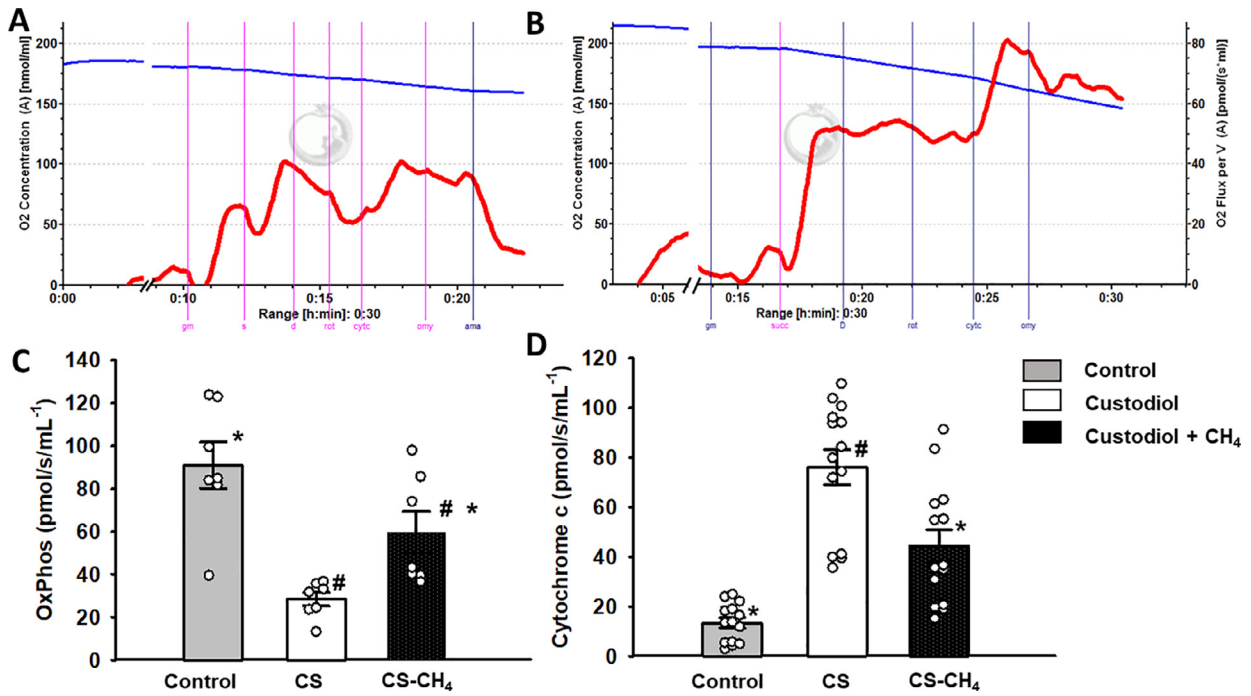 A
O2 Concentration (A) [nmol/ml]
200
150
100
50
0
0:00
0:10
0:15
0:20
Range [h:min]: 0:30
gm
s
d
rot
cytc
omy
ama
B
O2 Concentration (A) [nmol/ml]
200
150
100
50
0
80
60
40
20
0
O2 Flux per V (A) [pmol/(s*ml)]
0:05
0:15
0:20
0:25
0:30
Range [h:min]: 0:30
gm
succ
D
rot
cytc
omy
C
OxPhos (pmol/s/mL-1)
140
120
100
80
60
40
20
0
*
#
# *
Control
CS
CS-CH4
D
Cytochrome c (pmol/s/mL-1)
120
100
80
60
40
20
0
*
#
*
Control
CS
CS-CH4
Control
Custodiol
Custodiol + CH4